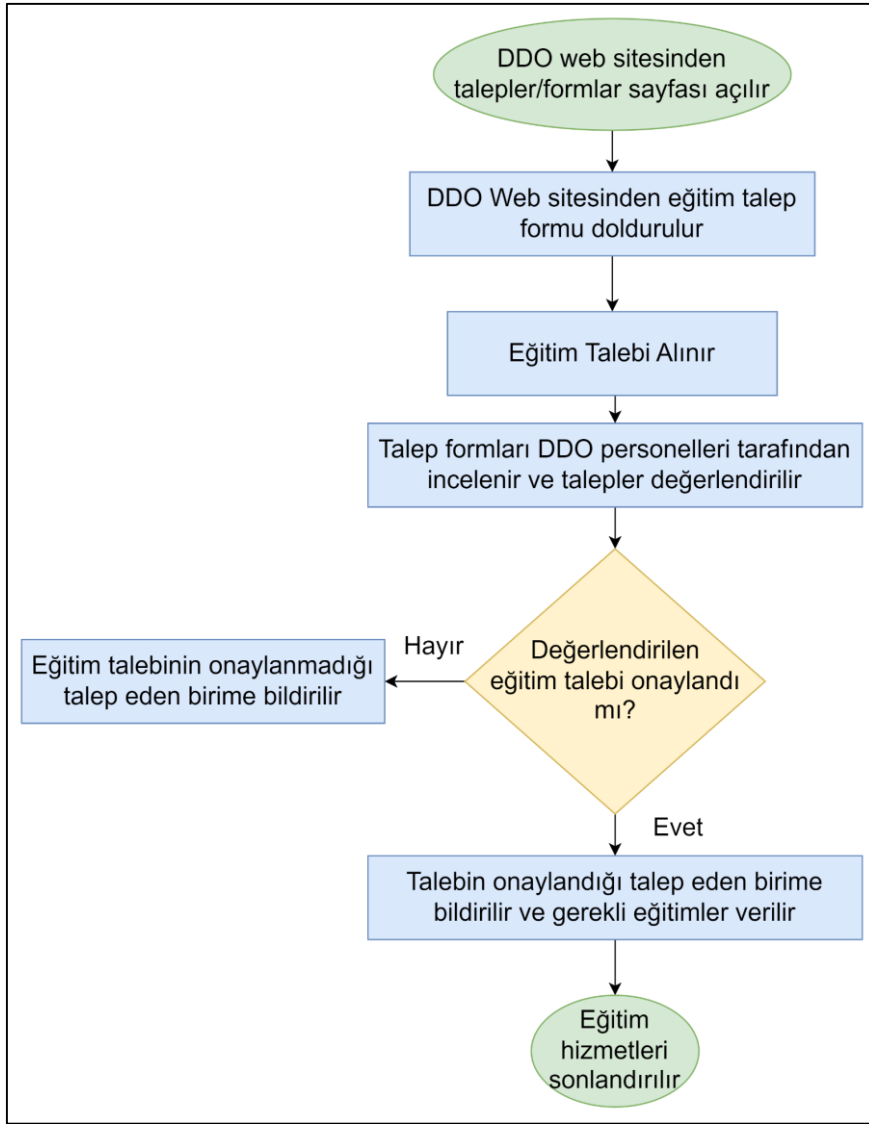 DDO web sitesinden
talepler/formlar sayfası açılır
DDO Web sitesinden eğitim talep
formu doldurulur
Eğitim Talebi Alınır
Talep formları DDO personelleri tarafından
incelenir ve talepler değerlendirilir
Değerlendirilen
eğitim talebi onaylandı
mı?
Hayır
Eğitim talebinin onaylanmadığı
talep eden birime bildirilir
Evet
Talebin onaylandığı talep eden birime
bildirilir ve gerekli eğitimler verilir
Eğitim
hizmetleri
sonlandırılır